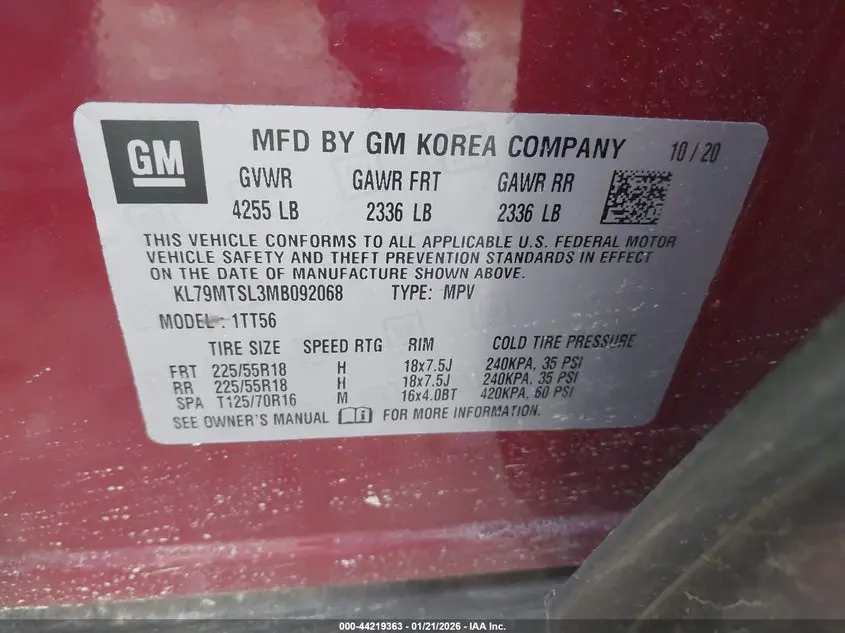 GM MFD BY GM KOREA COMPANY 10 / 20
GVWR GAWR FRT GAWR RR
4255 LB 2336 LB 2336 LB
THIS VEHICLE CONFORMS TO ALL APPLICABLE U.S. FEDERAL MOTOR
VEHICLE SAFETY AND THEFT PREVENTION STANDARDS IN EFFECT
ON THE DATE OF MANUFACTURE SHOWN ABOVE.
KL79MTSL3MB092068 TYPE: MPV
MODEL: 1TT56
TIRE SIZE SPEED RTG RIM COLD TIRE PRESSURE
FRT 225/55R18 H 18x7.5J 240KPA, 35 PSI
RR 225/55R18 H 18x7.5J 240KPA, 35 PSI
SPA T125/70R16 M 16x4.0BT 420KPA, 60 PSI
SEE OWNER'S MANUAL FOR MORE INFORMATION.
000-44219363 - 01/21/2026 - IAA Inc.